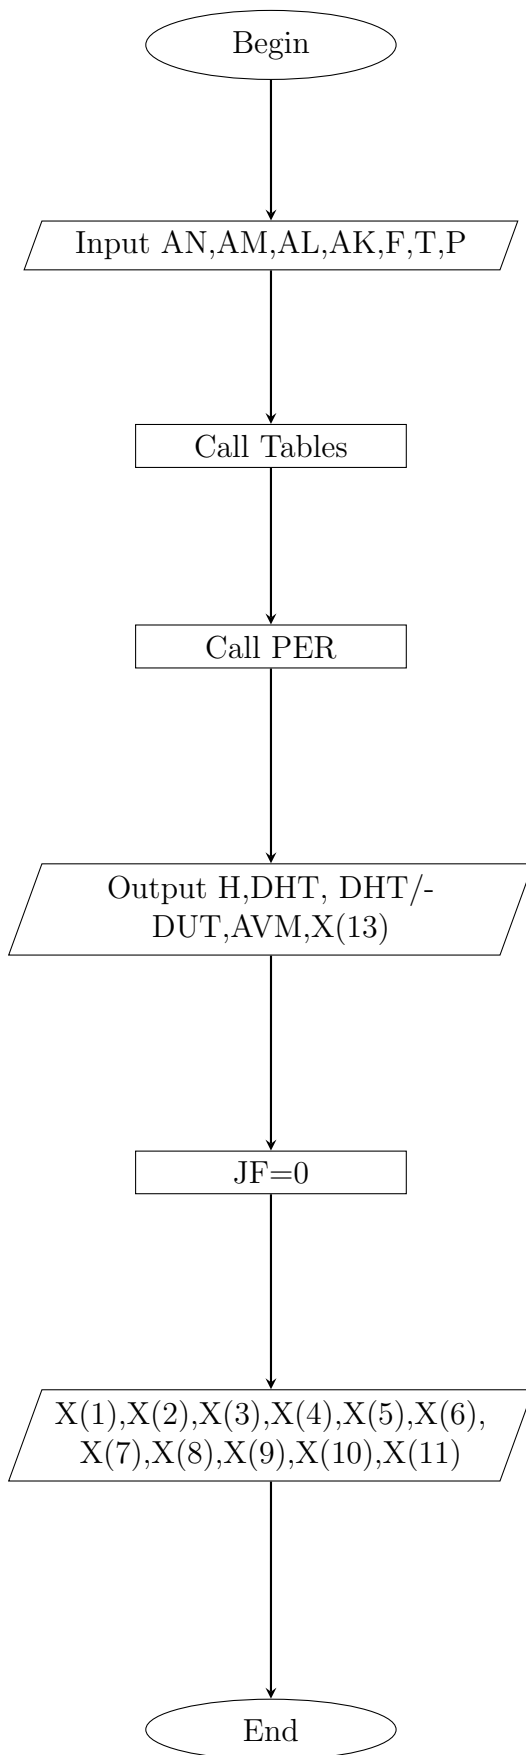 Begin
Input AN,AM,AL,AK,F,T,P
Call Tables
Call PER
Output H,DHT, DHT/-
DUT,AVM,X(13)
JF=0
X(1),X(2),X(3),X(4),X(5),X(6),
X(7),X(8),X(9),X(10),X(11)
End